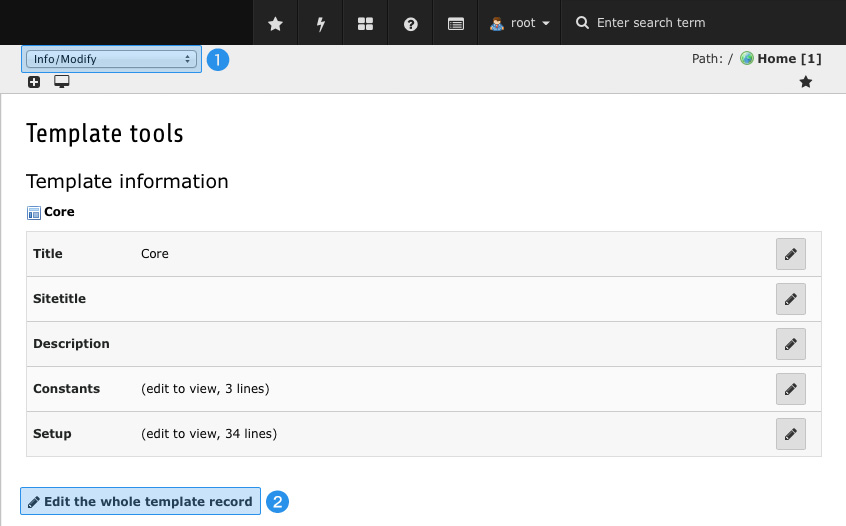 root Enter search term
Info/Modify 1 Path: / Home [1]
Template tools
Template information
Core
Title Core
Sitetitle
Description
Constants (edit to view, 3 lines)
Setup (edit to view, 34 lines)
Edit the whole template record 2